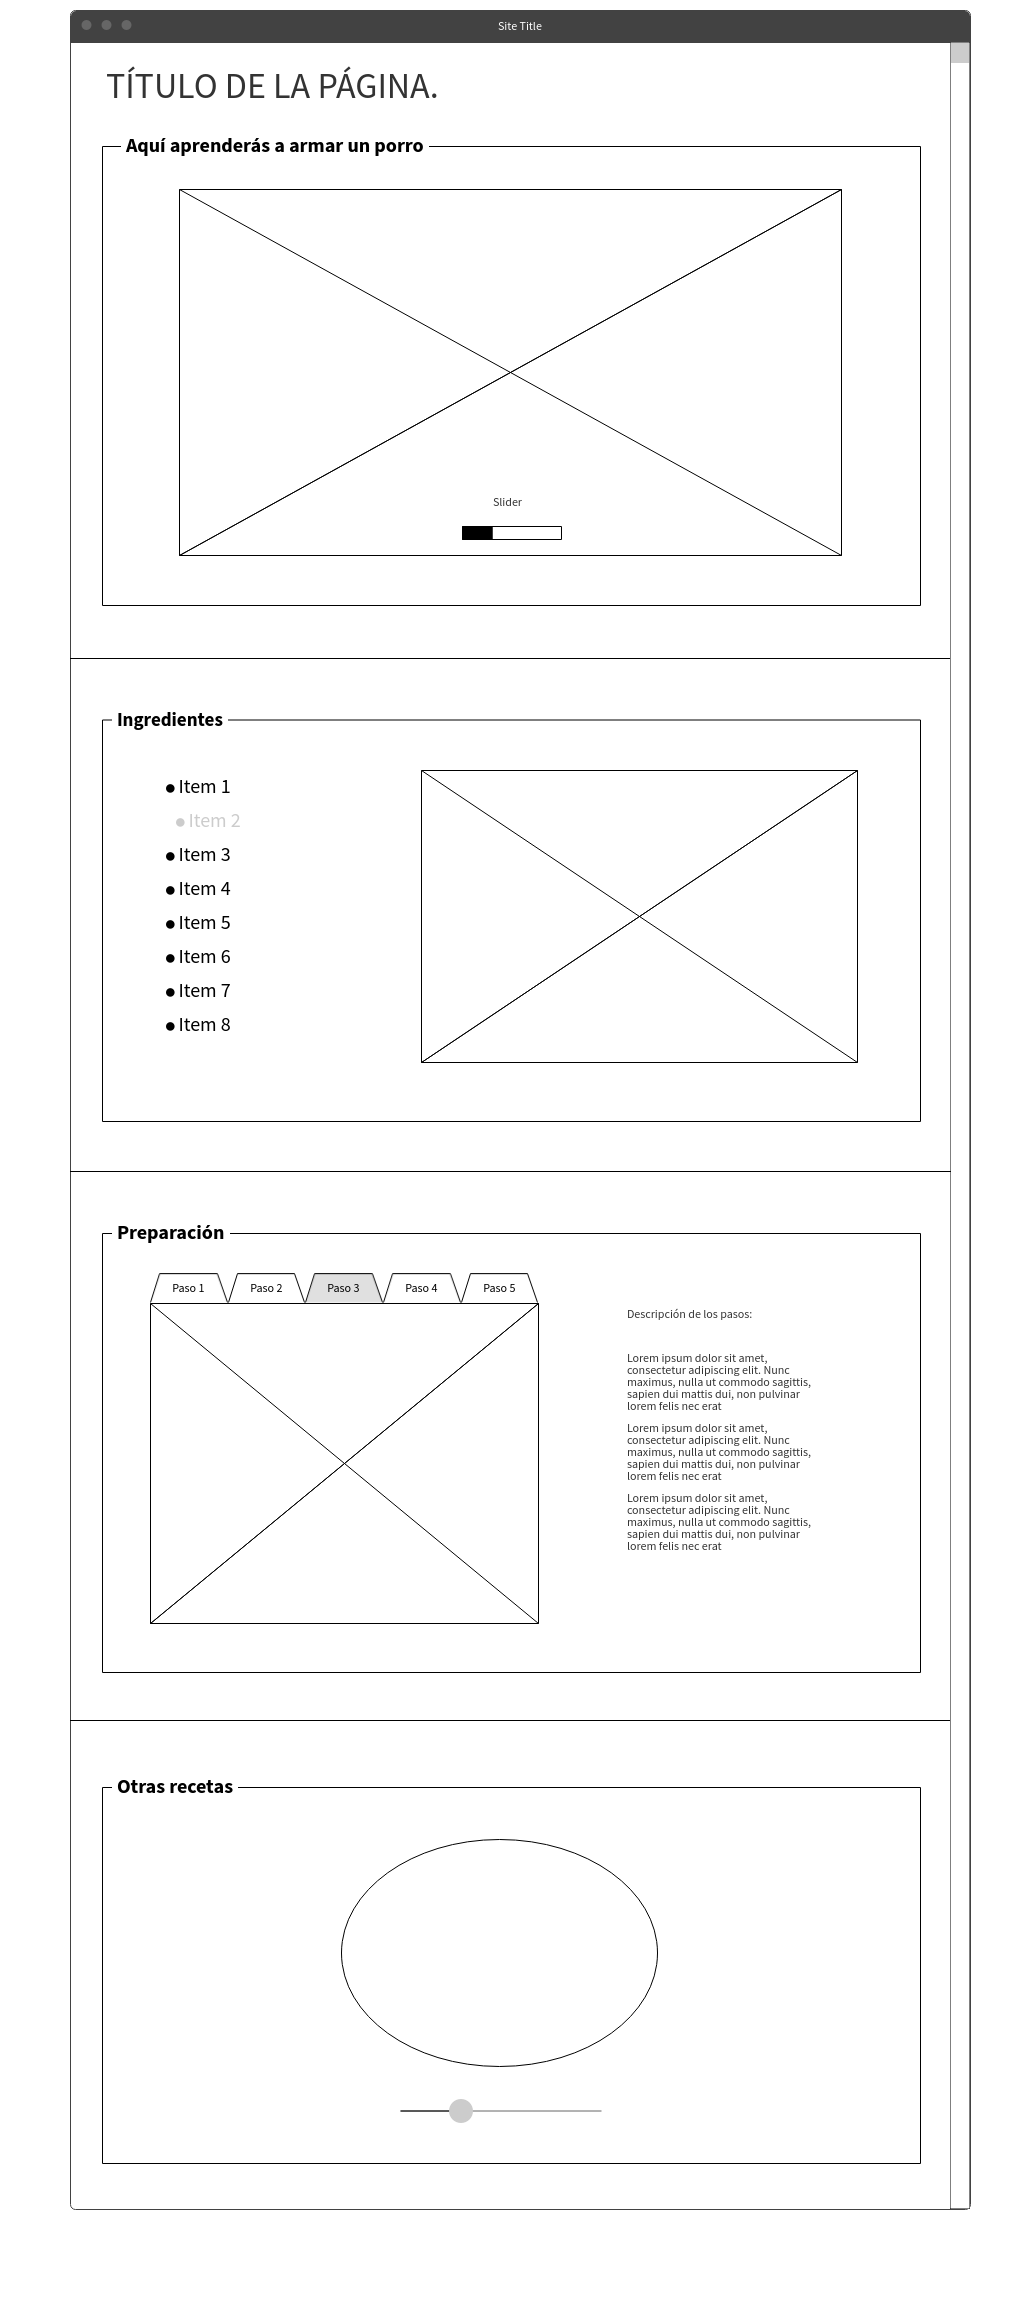 Site Title
TÍTULO DE LA PÁGINA.
Aquí aprenderás a armar un porro
Slider
Ingredientes
Item 1
Item 2
Item 3
Item 4
Item 5
Item 6
Item 7
Item 8
Preparación
Paso 1 Paso 2 Paso 3 Paso 4 Paso 5
Descripción de los pasos:
Lorem ipsum dolor sit amet,
consectetur adipiscing elit. Nunc
maximus, nulla ut commodo sagittis,
sapien dui mattis dui, non pulvinar
lorem felis nec erat
Lorem ipsum dolor sit amet,
consectetur adipiscing elit. Nunc
maximus, nulla ut commodo sagittis,
sapien dui mattis dui, non pulvinar
lorem felis nec erat
Lorem ipsum dolor sit amet,
consectetur adipiscing elit. Nunc
maximus, nulla ut commodo sagittis,
sapien dui mattis dui, non pulvinar
lorem felis nec erat
Otras recetas